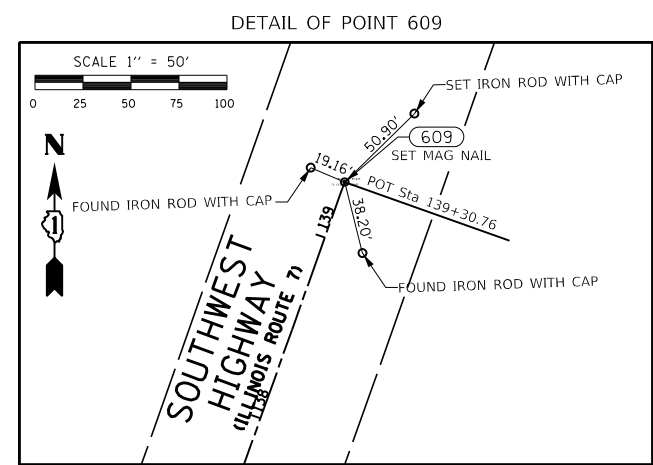 DETAIL OF POINT 609
SCALE 1'' = 50'
0 25 50 75 100
N
1
SET IRON ROD WITH CAP
50.90'
609
SET MAG NAIL
19.16'
FOUND IRON ROD WITH CAP
POT Sta 139+30.76
38.20'
139
FOUND IRON ROD WITH CAP
SOUTHWEST
HIGHWAY
(ILLINOIS ROUTE 7)
138